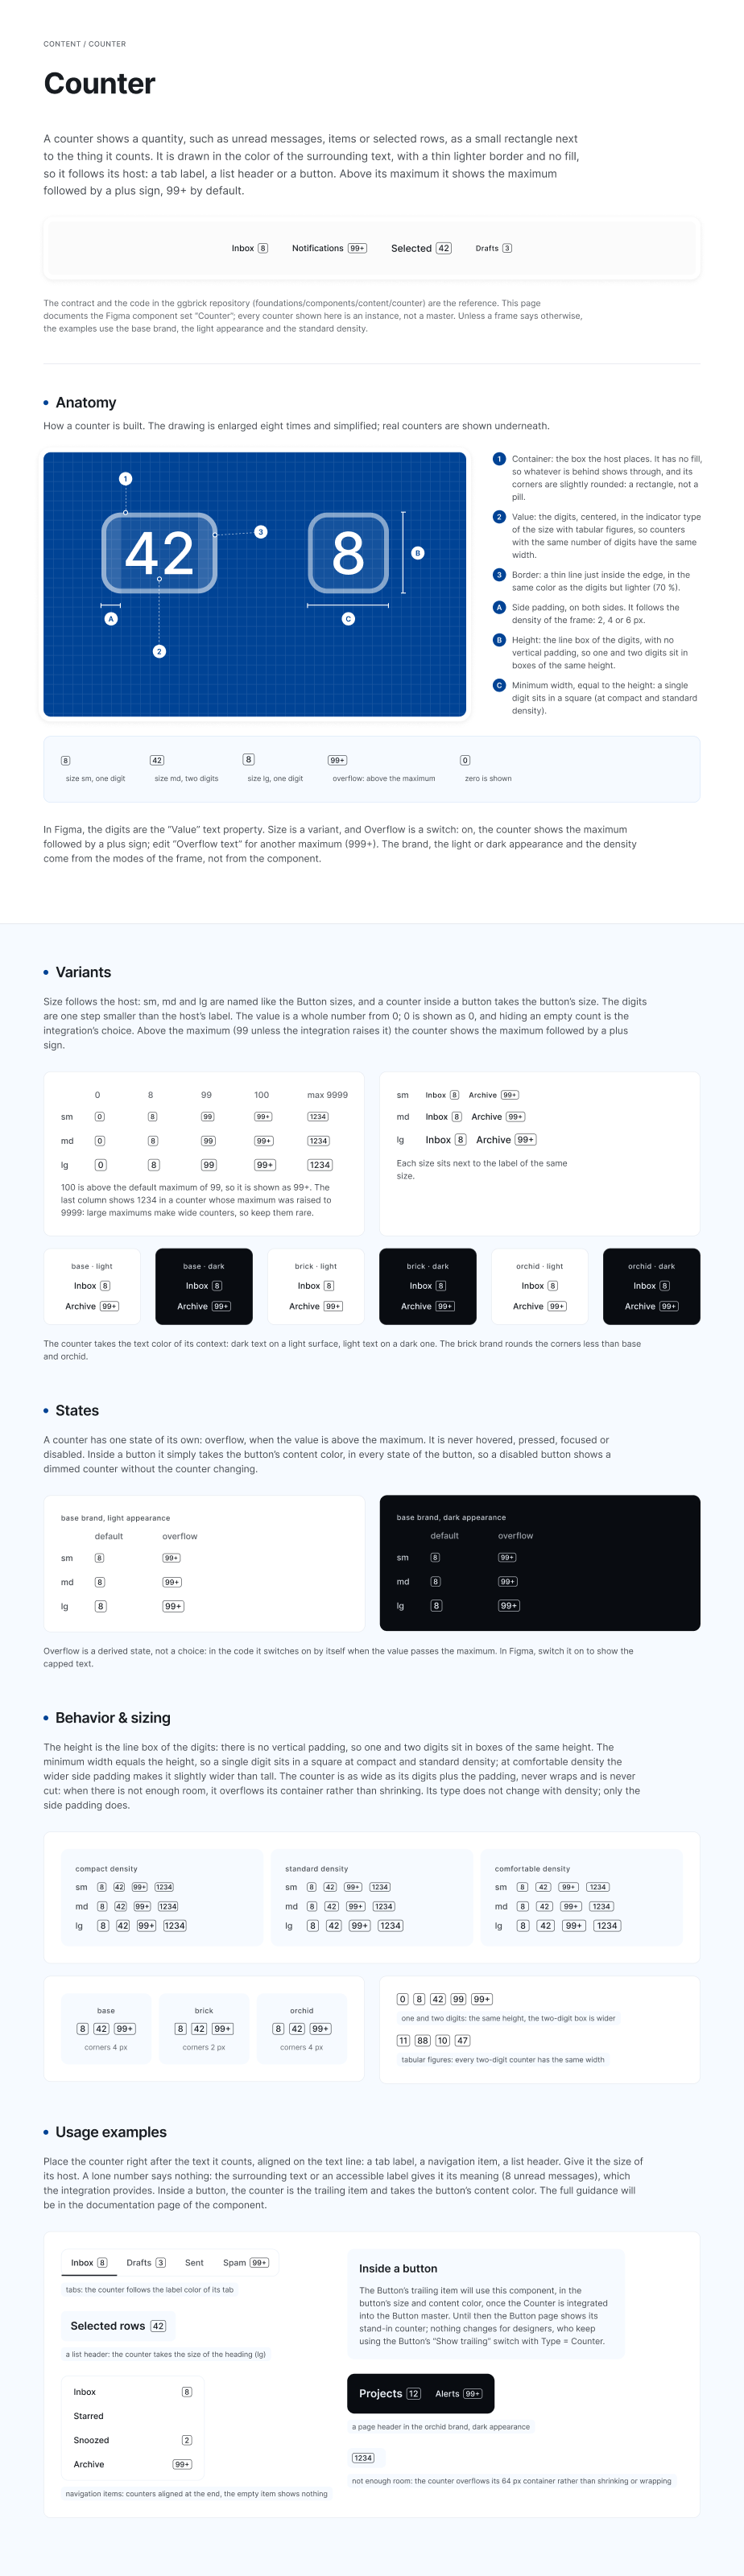 CONTENT / COUNTER
Counter
A counter shows a quantity, such as unread messages, items or selected rows, as a small rectangle next
to the thing it counts. It is drawn in the color of the surrounding text, with a thin lighter border and no fill,
so it follows its host: a tab label, a list header or a button. Above its maximum it shows the maximum
followed by a plus sign, 99+ by default.
Inbox 8 Notifications 99+ Selected 42 Drafts 3
The contract and the code in the ggbrick repository (foundations/components/content/counter) are the reference. This page
documents the Figma component set “Counter”; every counter shown here is an instance, not a master. Unless a frame says otherwise,
the examples use the base brand, the light appearance and the standard density.
Anatomy
How a counter is built. The drawing is enlarged eight times and simplified; real counters are shown underneath.
1
42
3
8
B
A
C
2
1 Container: the box the host places. It has no fill,
so whatever is behind shows through, and its
corners are slightly rounded: a rectangle, not a
pill.
2 Value: the digits, centered, in the indicator type
of the size with tabular figures, so counters
with the same number of digits have the same
width.
3 Border: a thin line just inside the edge, in the
same color as the digits but lighter (70 %).
A Side padding, on both sides. It follows the
density of the frame: 2, 4 or 6 px.
B Height: the line box of the digits, with no
vertical padding, so one and two digits sit in
boxes of the same height.
C Minimum width, equal to the height: a single
digit sits in a square (at compact and standard
density).
8 42 8 99+ 0
size sm, one digit size md, two digits size lg, one digit overflow: above the maximum zero is shown
In Figma, the digits are the “Value” text property. Size is a variant, and Overflow is a switch: on, the counter shows the maximum
followed by a plus sign; edit “Overflow text” for another maximum (999+). The brand, the light or dark appearance and the density
come from the modes of the frame, not from the component.
Variants
Size follows the host: sm, md and lg are named like the Button sizes, and a counter inside a button takes the button’s size. The digits
are one step smaller than the host’s label. The value is a whole number from 0; 0 is shown as 0, and hiding an empty count is the
integration’s choice. Above the maximum (99 unless the integration raises it) the counter shows the maximum followed by a plus
sign.
0 8 99 100 max 9999
sm 0 8 99 99+ 1234
md 0 8 99 99+ 1234
lg 0 8 99 99+ 1234
100 is above the default maximum of 99, so it is shown as 99+. The
last column shows 1234 in a counter whose maximum was raised to
9999: large maximums make wide counters, so keep them rare.
sm Inbox 8 Archive 99+
md Inbox 8 Archive 99+
lg Inbox 8 Archive 99+
Each size sits next to the label of the same
size.
base · light
Inbox 8
Archive 99+
base · dark
Inbox 8
Archive 99+
brick · light
Inbox 8
Archive 99+
brick · dark
Inbox 8
Archive 99+
orchid · light
Inbox 8
Archive 99+
orchid · dark
Inbox 8
Archive 99+
The counter takes the text color of its context: dark text on a light surface, light text on a dark one. The brick brand rounds the corners less than base
and orchid.
States
A counter has one state of its own: overflow, when the value is above the maximum. It is never hovered, pressed, focused or
disabled. Inside a button it simply takes the button’s content color, in every state of the button, so a disabled button shows a
dimmed counter without the counter changing.
base brand, light appearance
default overflow
sm 8 99+
md 8 99+
lg 8 99+
base brand, dark appearance
default overflow
sm 8 99+
md 8 99+
lg 8 99+
Overflow is a derived state, not a choice: in the code it switches on by itself when the value passes the maximum. In Figma, switch it on to show the
capped text.
Behavior & sizing
The height is the line box of the digits: there is no vertical padding, so one and two digits sit in boxes of the same height. The
minimum width equals the height, so a single digit sits in a square at compact and standard density; at comfortable density the
wider side padding makes it slightly wider than tall. The counter is as wide as its digits plus the padding, never wraps and is never
cut: when there is not enough room, it overflows its container rather than shrinking. Its type does not change with density; only the
side padding does.
compact density
sm 8 42 99+ 1234
md 8 42 99+ 1234
lg 8 42 99+ 1234
standard density
sm 8 42 99+ 1234
md 8 42 99+ 1234
lg 8 42 99+ 1234
comfortable density
sm 8 42 99+ 1234
md 8 42 99+ 1234
lg 8 42 99+ 1234
base
8 42 99+
corners 4 px
brick
8 42 99+
corners 2 px
orchid
8 42 99+
corners 4 px
0 8 42 99 99+
one and two digits: the same height, the two-digit box is wider
11 88 10 47
tabular figures: every two-digit counter has the same width
Usage examples
Place the counter right after the text it counts, aligned on the text line: a tab label, a navigation item, a list header. Give it the size of
its host. A lone number says nothing: the surrounding text or an accessible label gives it its meaning (8 unread messages), which
the integration provides. Inside a button, the counter is the trailing item and takes the button’s content color. The full guidance will
be in the documentation page of the component.
Inbox 8 Drafts 3 Sent Spam 99+
tabs: the counter follows the label color of its tab
Selected rows 42
a list header: the counter takes the size of the heading (lg)
Inbox 8
Starred
Snoozed 2
Archive 99+
navigation items: counters aligned at the end, the empty item shows nothing
Inside a button
The Button’s trailing item will use this component, in the
button’s size and content color, once the Counter is integrated
into the Button master. Until then the Button page shows its
stand-in counter; nothing changes for designers, who keep
using the Button’s “Show trailing” switch with Type = Counter.
Projects 12 Alerts 99+
a page header in the orchid brand, dark appearance
1234
not enough room: the counter overflows its 64 px container rather than shrinking or wrapping